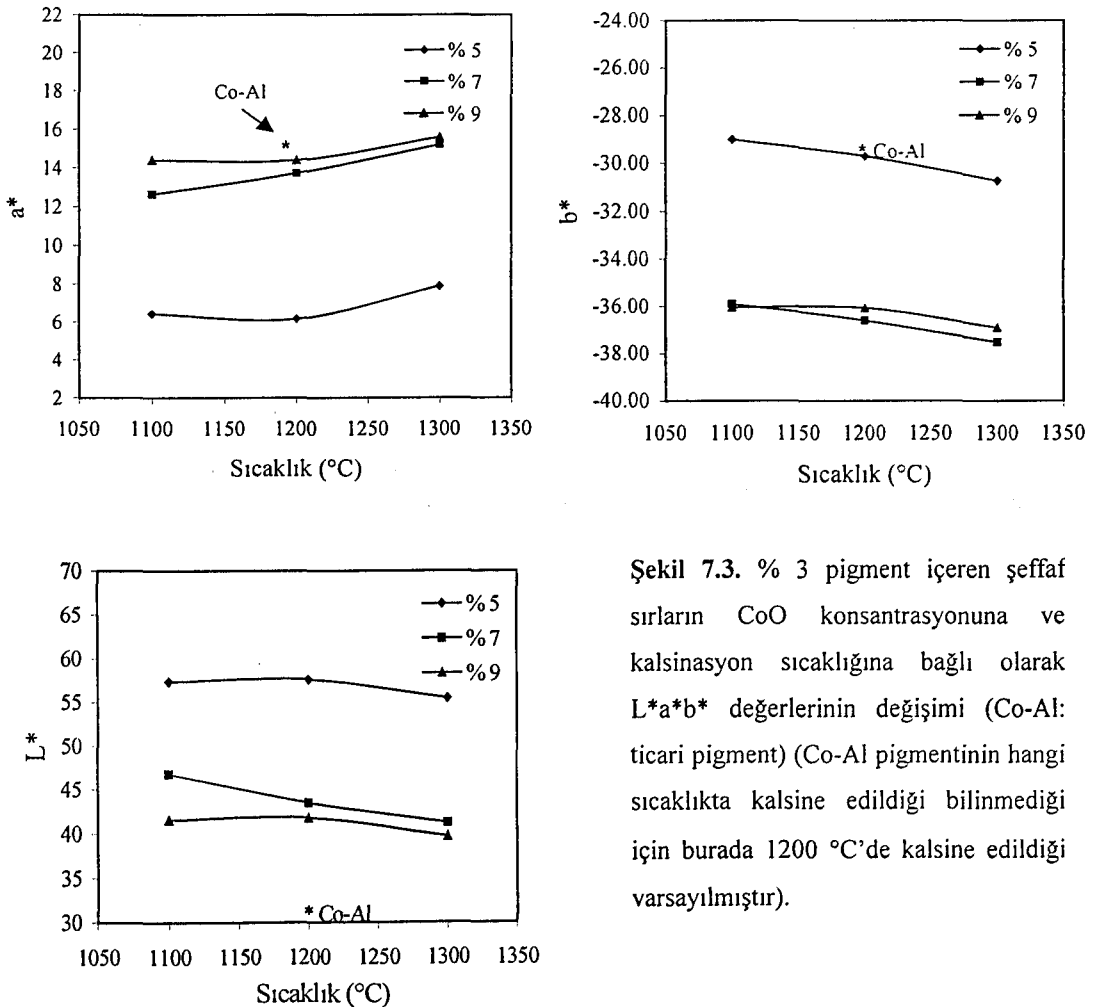 22
20
18
16
14
12
10
8
6
4
2
a*
% 5
% 7
% 9
Co-Al
*
1050 1100 1150 1200 1250 1300 1350
Sıcaklık (°C)
-24.00
-26.00
-28.00
-30.00
-32.00
-34.00
-36.00
-38.00
-40.00
b*
% 5
% 7
% 9
* Co-Al
1050 1100 1150 1200 1250 1300 1350
Sıcaklık (°C)
70
65
60
55
50
45
40
35
30
L*
% 5
% 7
% 9
* Co-Al
1050 1100 1150 1200 1250 1300 1350
Sıcaklık (°C)
Şekil 7.3. % 3 pigment içeren şeffaf
sırların CoO konsantrasyonuna ve
kalsinasyon sıcaklığına bağlı olarak
L*a*b* değerlerinin değişimi (Co-Al:
ticari pigment) (Co-Al pigmentinin hangi
sıcaklıkta kalsine edildiği bilinmediği
için burada 1200 °C’de kalsine edildiği
varsayılmıştır).